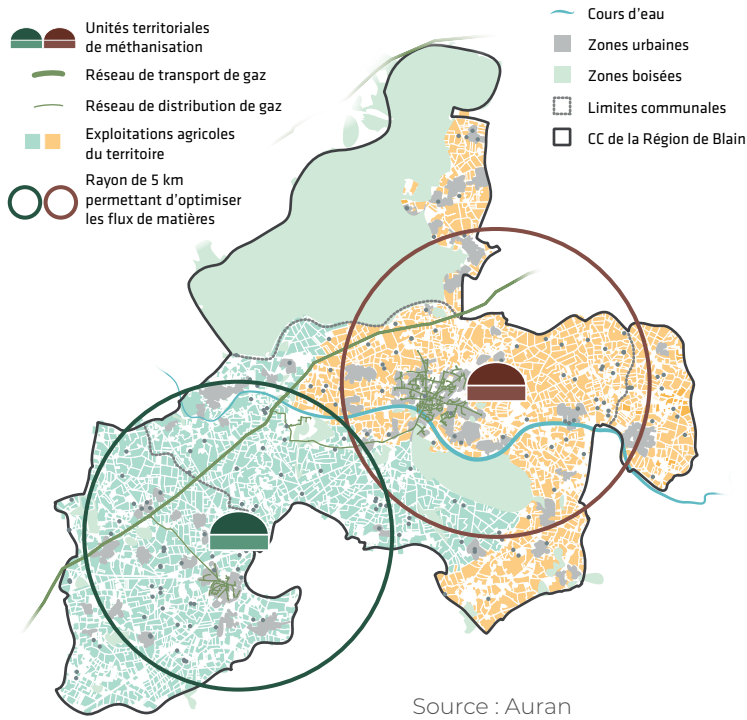 Unités territoriales
de méthanisation
Réseau de transport de gaz
Réseau de distribution de gaz
Exploitations agricoles
du territoire
Rayon de 5 km
permettant d'optimiser
les flux de matières
Cours d'eau
Zones urbaines
Zones boisées
Limites communales
CC de la Région de Blain
Source : Auran